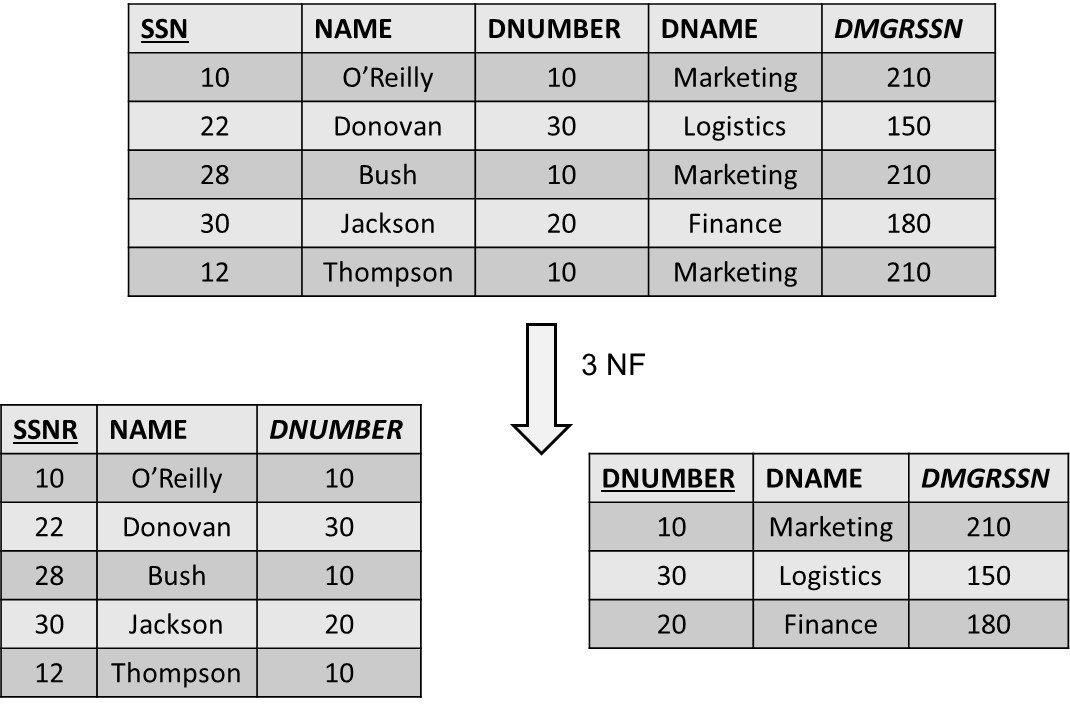 SSN NAME DNUMBER DNAME DMGRSSN
10 O’Reilly 10 Marketing 210
22 Donovan 30 Logistics 150
28 Bush 10 Marketing 210
30 Jackson 20 Finance 180
12 Thompson 10 Marketing 210
3 NF
SSNR NAME DNUMBER
10 O’Reilly 10
22 Donovan 30
28 Bush 10
30 Jackson 20
12 Thompson 10
DNUMBER DNAME DMGRSSN
10 Marketing 210
30 Logistics 150
20 Finance 180